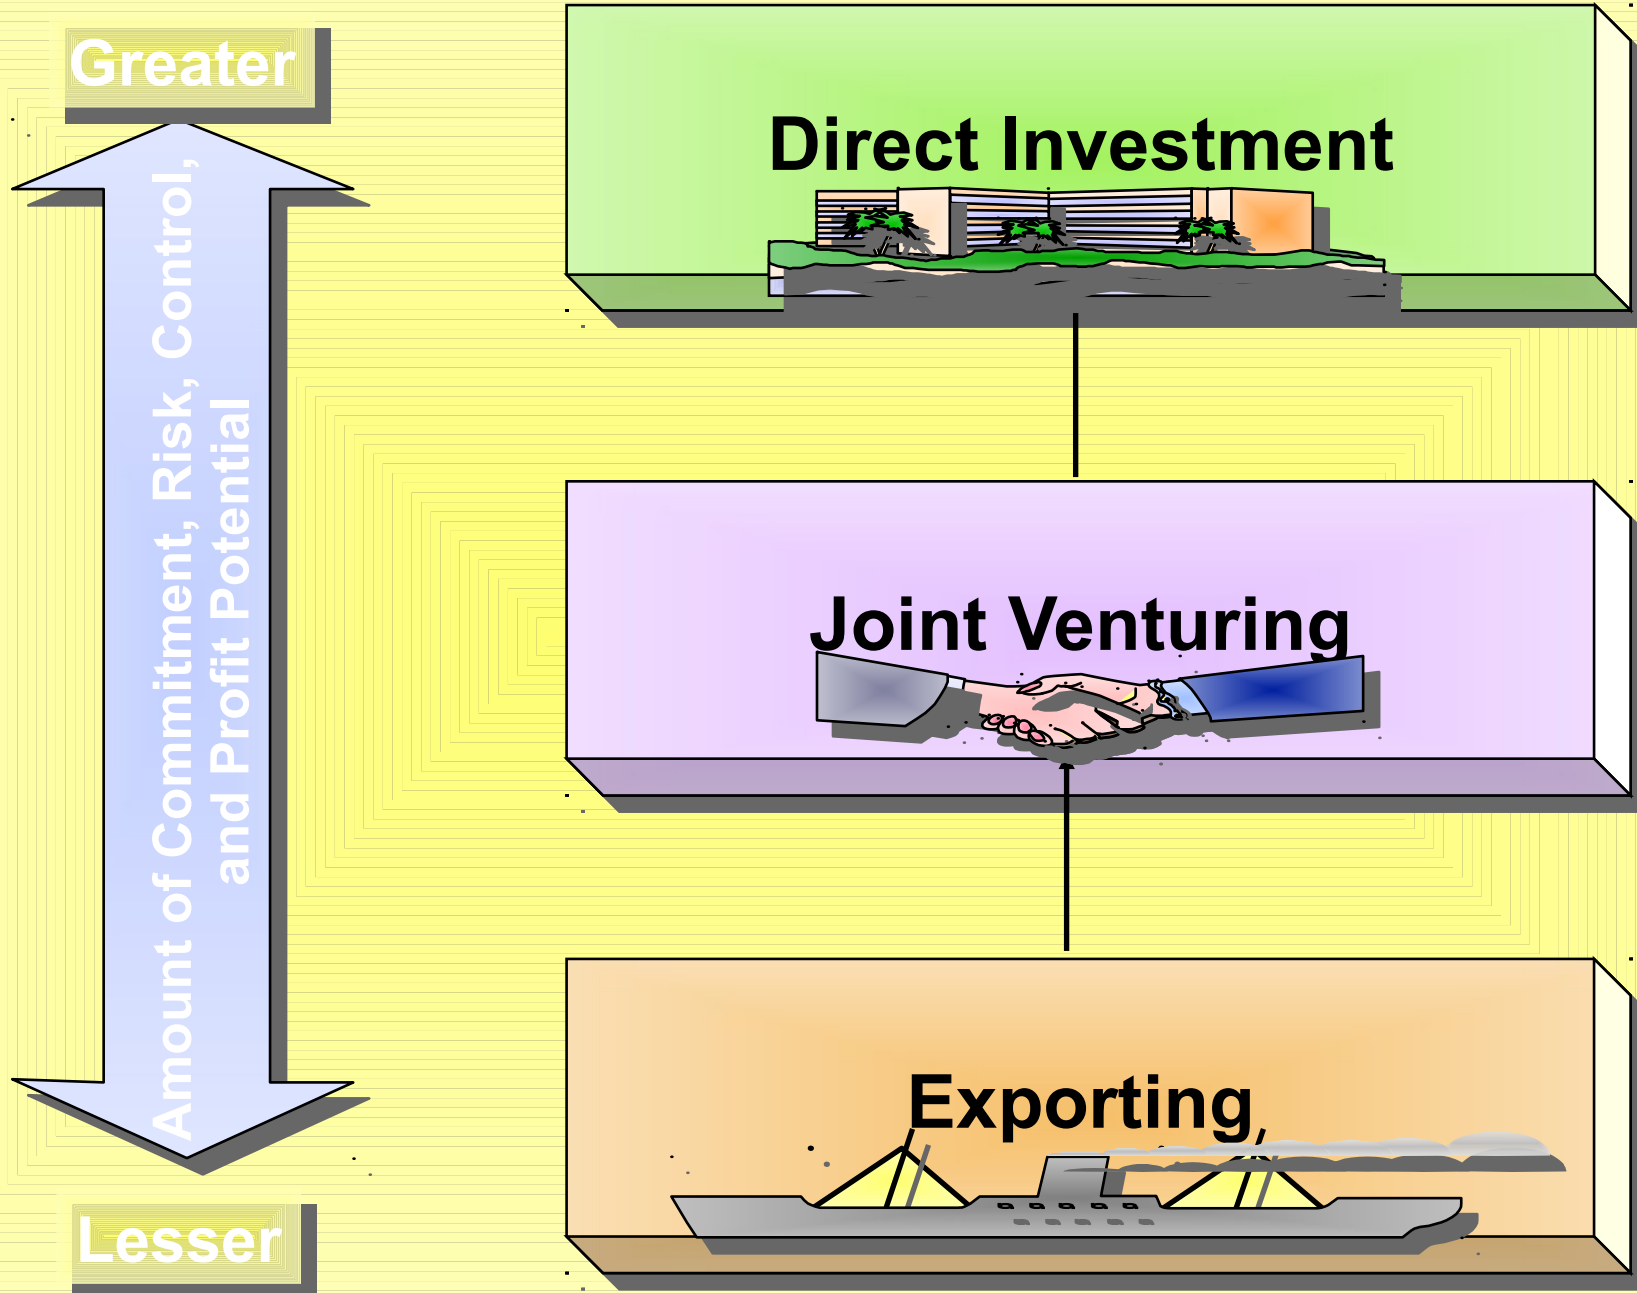 Greater
Amount of Commitment, Risk, Control,
and Profit Potential
Lesser
Direct Investment
Joint Venturing
Exporting